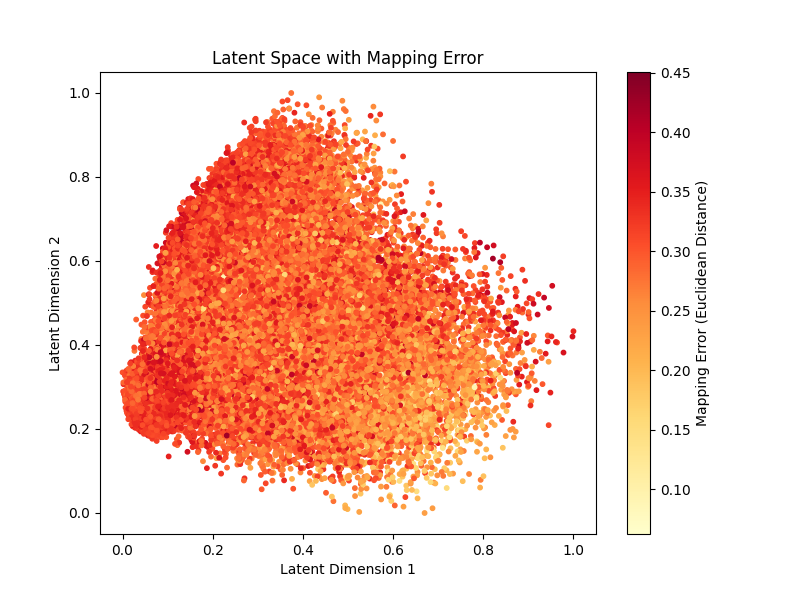 Latent Space with Mapping Error
1.0
0.8
0.6
0.4
0.2
0.0
Latent Dimension 2
0.0 0.2 0.4 0.6 0.8 1.0
Latent Dimension 1
0.45
0.40
0.35
0.30
0.25
0.20
0.15
0.10
Mapping Error (Euclidean Distance)